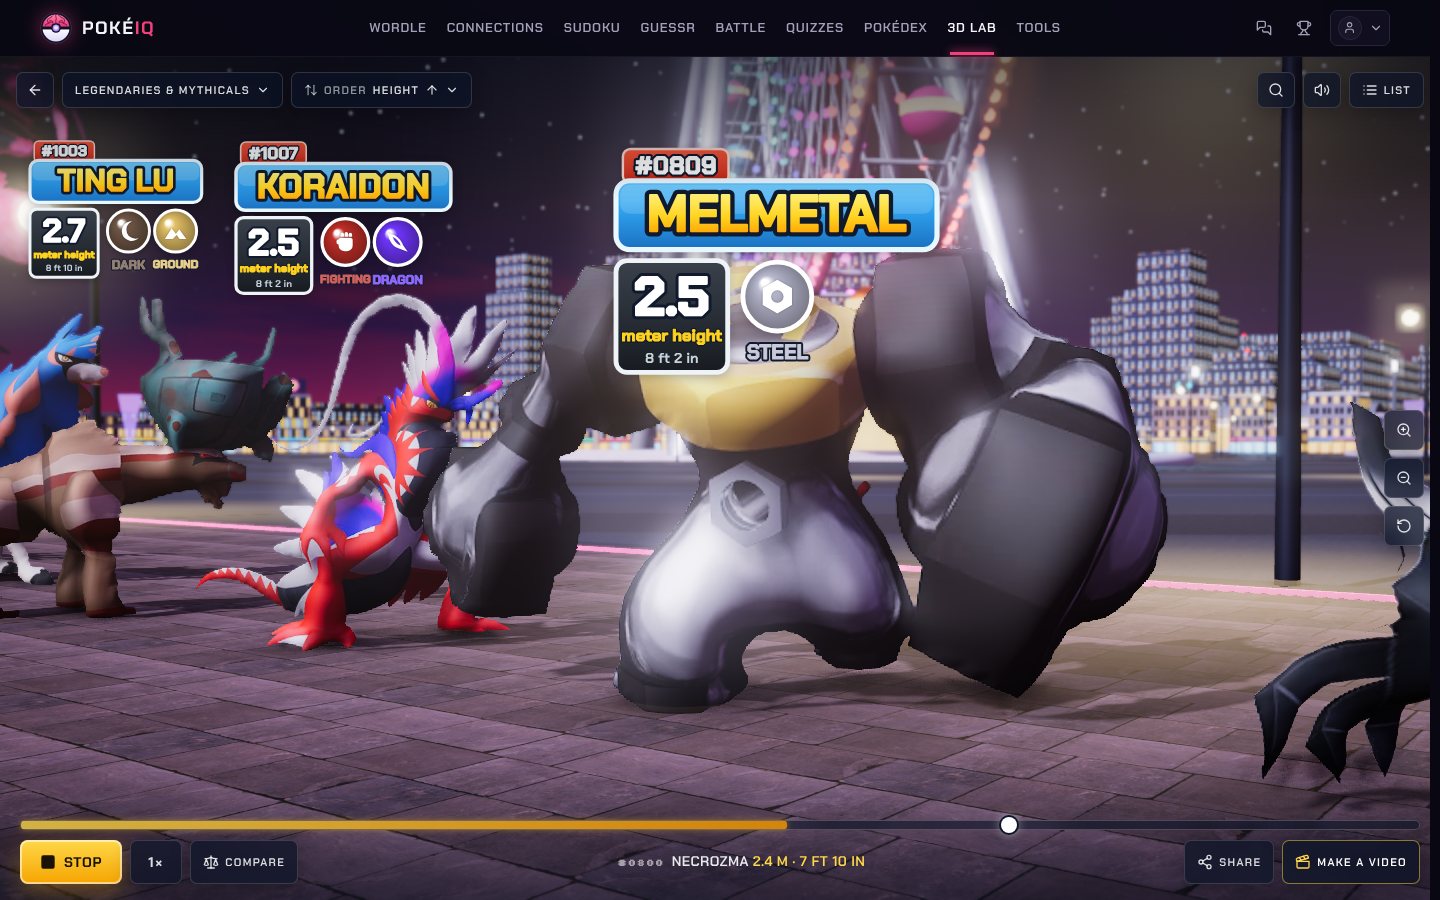 POKÉIQ
WORDLE CONNECTIONS SUDOKU GUESSR BATTLE QUIZZES POKÉDEX 3D LAB TOOLS
LEGENDARIES & MYTHICALS
ORDER HEIGHT
LIST
#1003
TING LU
2.7
meter height
8 ft 10 in
DARK
GROUND
#1007
KORAIDON
2.5
meter height
8 ft 2 in
FIGHTING
DRAGON
#0809
MELMETAL
2.5
meter height
8 ft 2 in
STEEL
STOP
1×
COMPARE
#0800 NECROZMA 2.4 M · 7 FT 10 IN
SHARE
MAKE A VIDEO